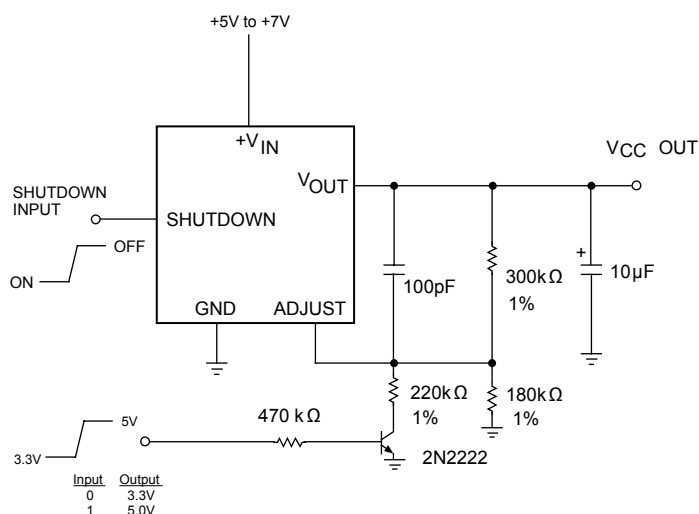 +5V to +7V
+VIN
VCC OUT
VOUT
SHUTDOWN
INPUT
SHUTDOWN
OFF
ON
GND
ADJUST
100pF
300kΩ
1%
+
10µF
220kΩ
1%
180kΩ
1%
470 kΩ
5V
3.3V
2N2222
Input Output
0 3.3V
1 5.0V